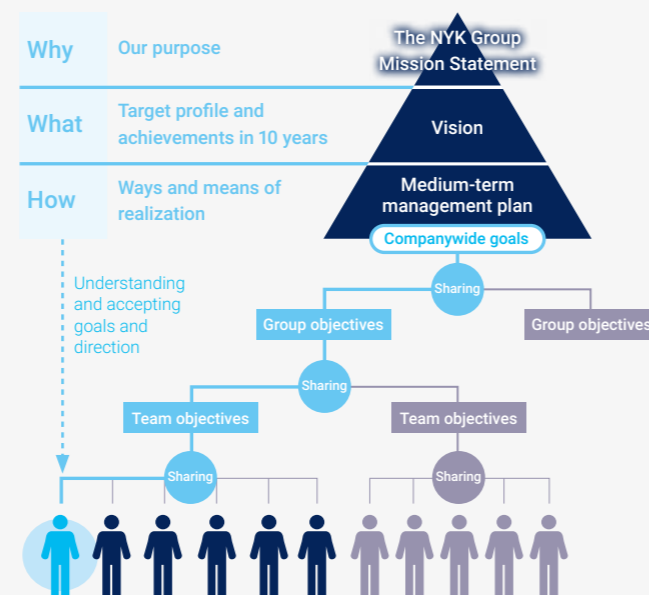 Why
Our purpose
The NYK Group
Mission Statement
What
Target profile and
achievements in 10 years
Vision
How
Ways and means of
realization
Medium-term
management plan
Companywide goals
Understanding
and accepting
goals and
direction
Sharing
Group objectives
Group objectives
Sharing
Team objectives
Team objectives
Sharing
Sharing